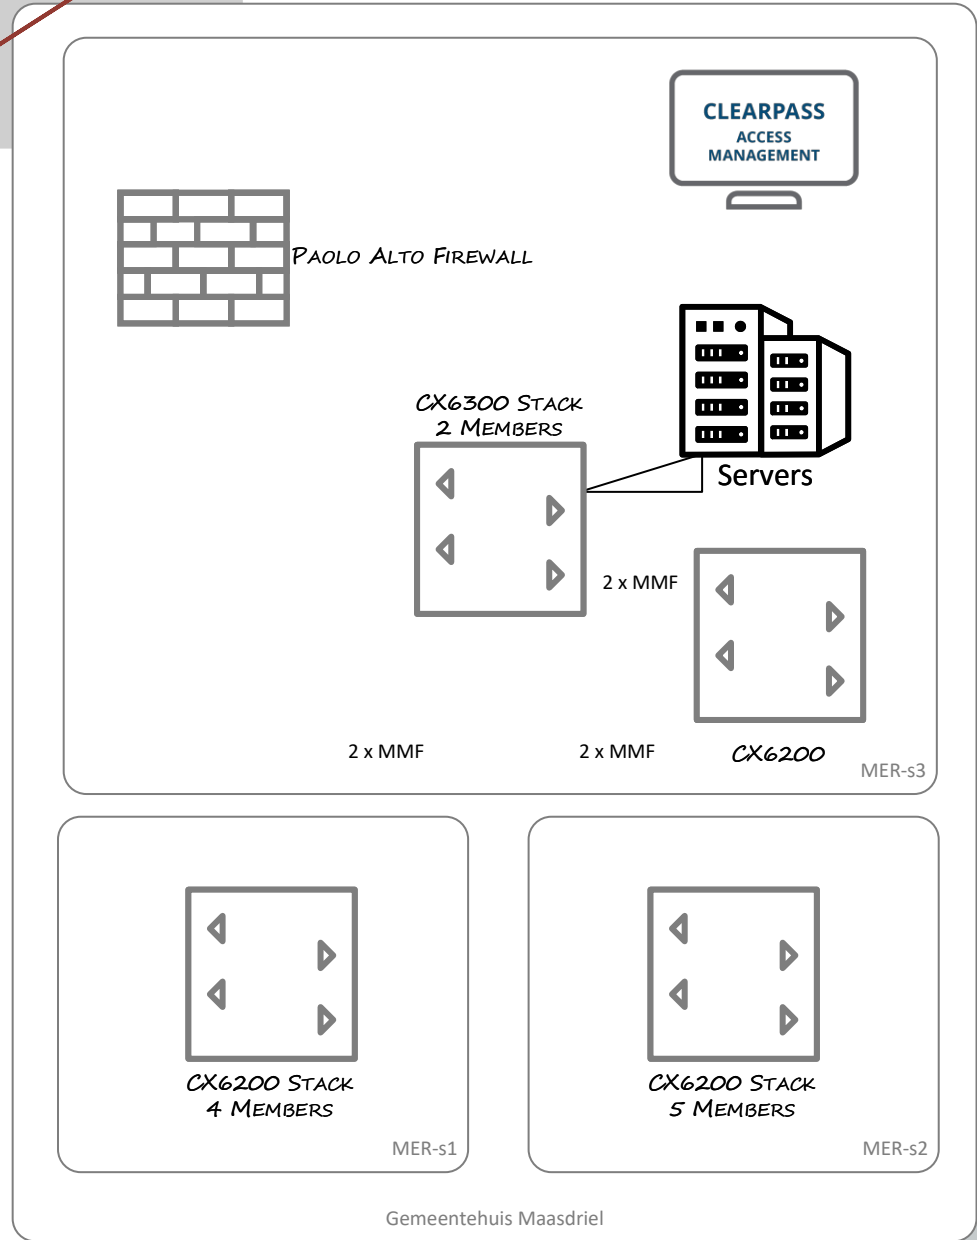 CLEARPASS
ACCESS
MANAGEMENT
PAOLO ALTO FIREWALL
CX6300 STACK
2 MEMBERS
Servers
2 x MMF
2 x MMF
2 x MMF
CX6200
MER-s3
CX6200 STACK
4 MEMBERS
MER-s1
CX6200 STACK
5 MEMBERS
MER-s2
Gemeentehuis Maasdriel